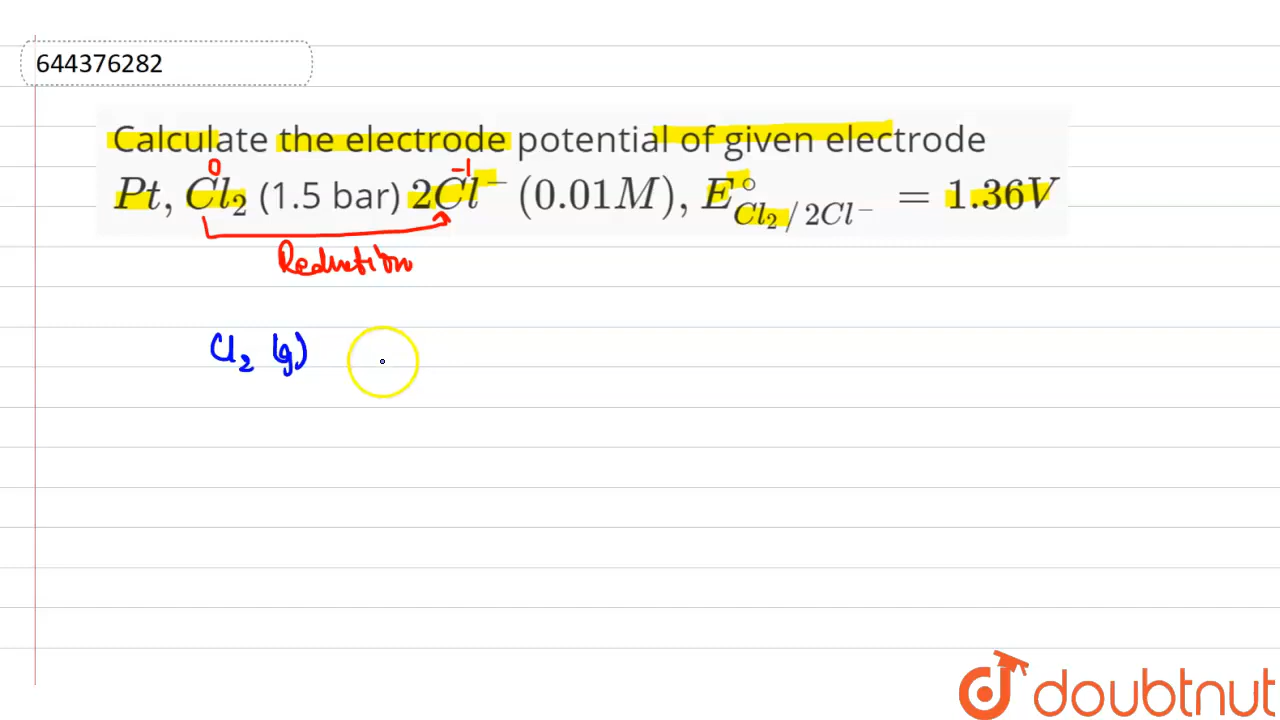 644376282
Calculate the electrode potential of given electrode
0 -1
Pt, Cl₂ (1.5 bar) 2Cl⁻ (0.01M), E°Cl₂/2Cl⁻ = 1.36V
Reduction
Cl₂ (g)
doubtnut